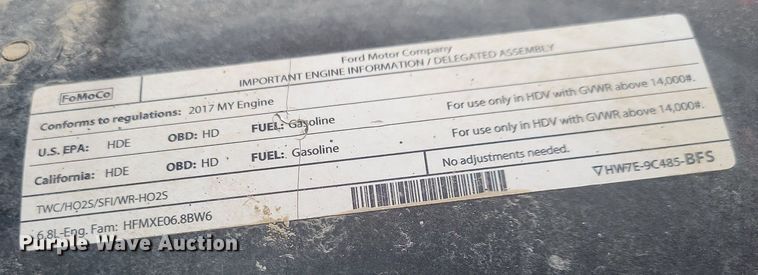 FoMoCo
Ford Motor Company
IMPORTANT ENGINE INFORMATION / DELEGATED ASSEMBLY
Conforms to regulations: 2017 MY Engine
U.S. EPA: HDE OBD: HD FUEL: Gasoline For use only in HDV with GVWR above 14,000#.
California: HDE OBD: HD FUEL: Gasoline For use only in HDV with GVWR above 14,000#.
TWC/HO2S/SFI/WR-HO2S No adjustments needed.
6.8L-Eng. Fam: HFMXE06.8BW6 HW7E-9C485-BFS
Purple Wave Auction